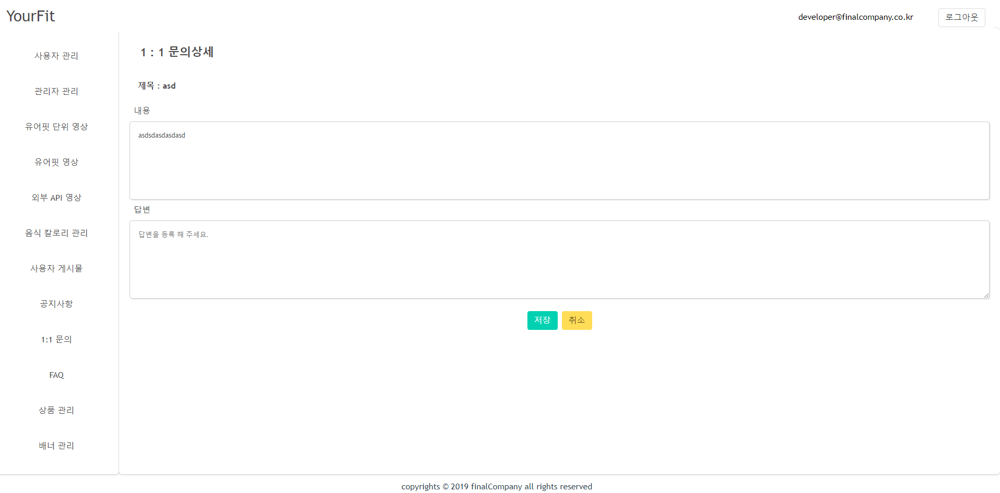 YourFit
developer@finalcompany.co.kr
로그아웃
사용자 관리
관리자 관리
유어핏 단위 영상
유어핏 영상
외부 API 영상
음식 칼로리 관리
사용자 게시물
공지사항
1:1 문의
FAQ
상품 관리
배너 관리
1 : 1 문의상세
제목 : asd
내용
asdsdasdasdasd
답변
답변을 등록 해 주세요.
저장
취소
copyrights © 2019 finalCompany all rights reserved